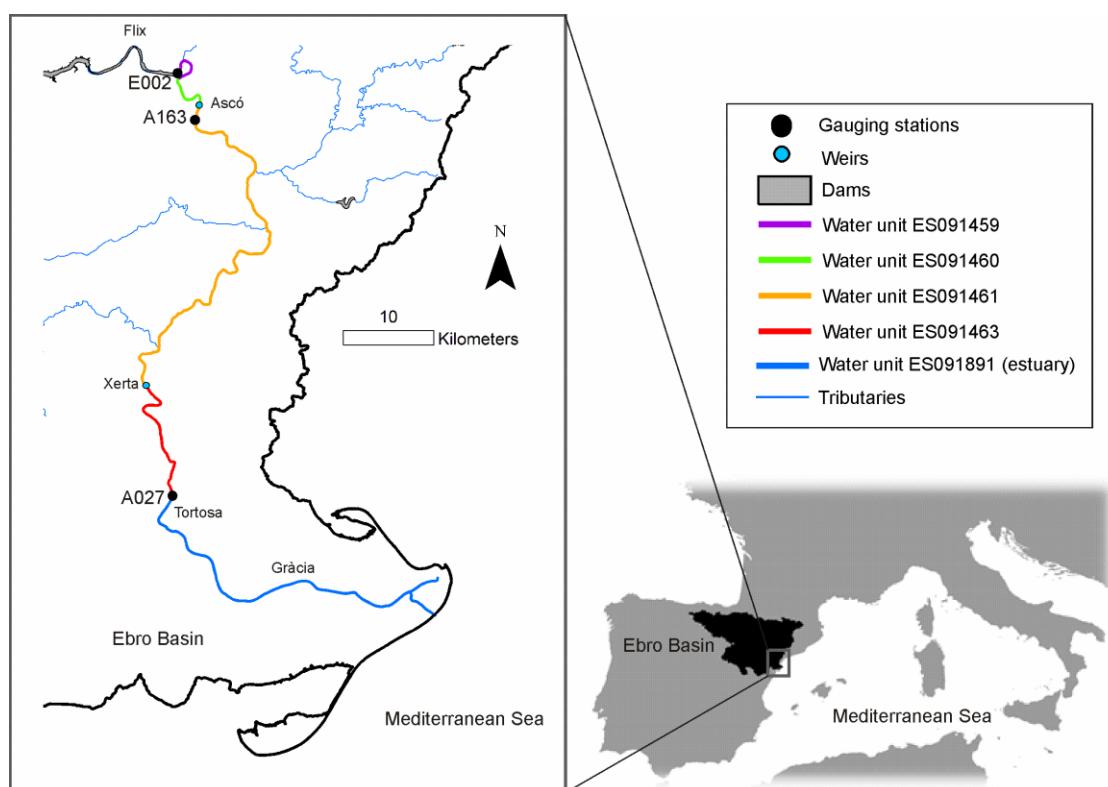 Flix
E002
Ascó
A163
N
10
Kilometers
Xerta
A027
Tortosa
Gràcia
Ebro Basin
Mediterranean Sea
Gauging stations
Weirs
Dams
Water unit ES091459
Water unit ES091460
Water unit ES091461
Water unit ES091463
Water unit ES091891 (estuary)
Tributaries
Ebro Basin
Mediterranean Sea